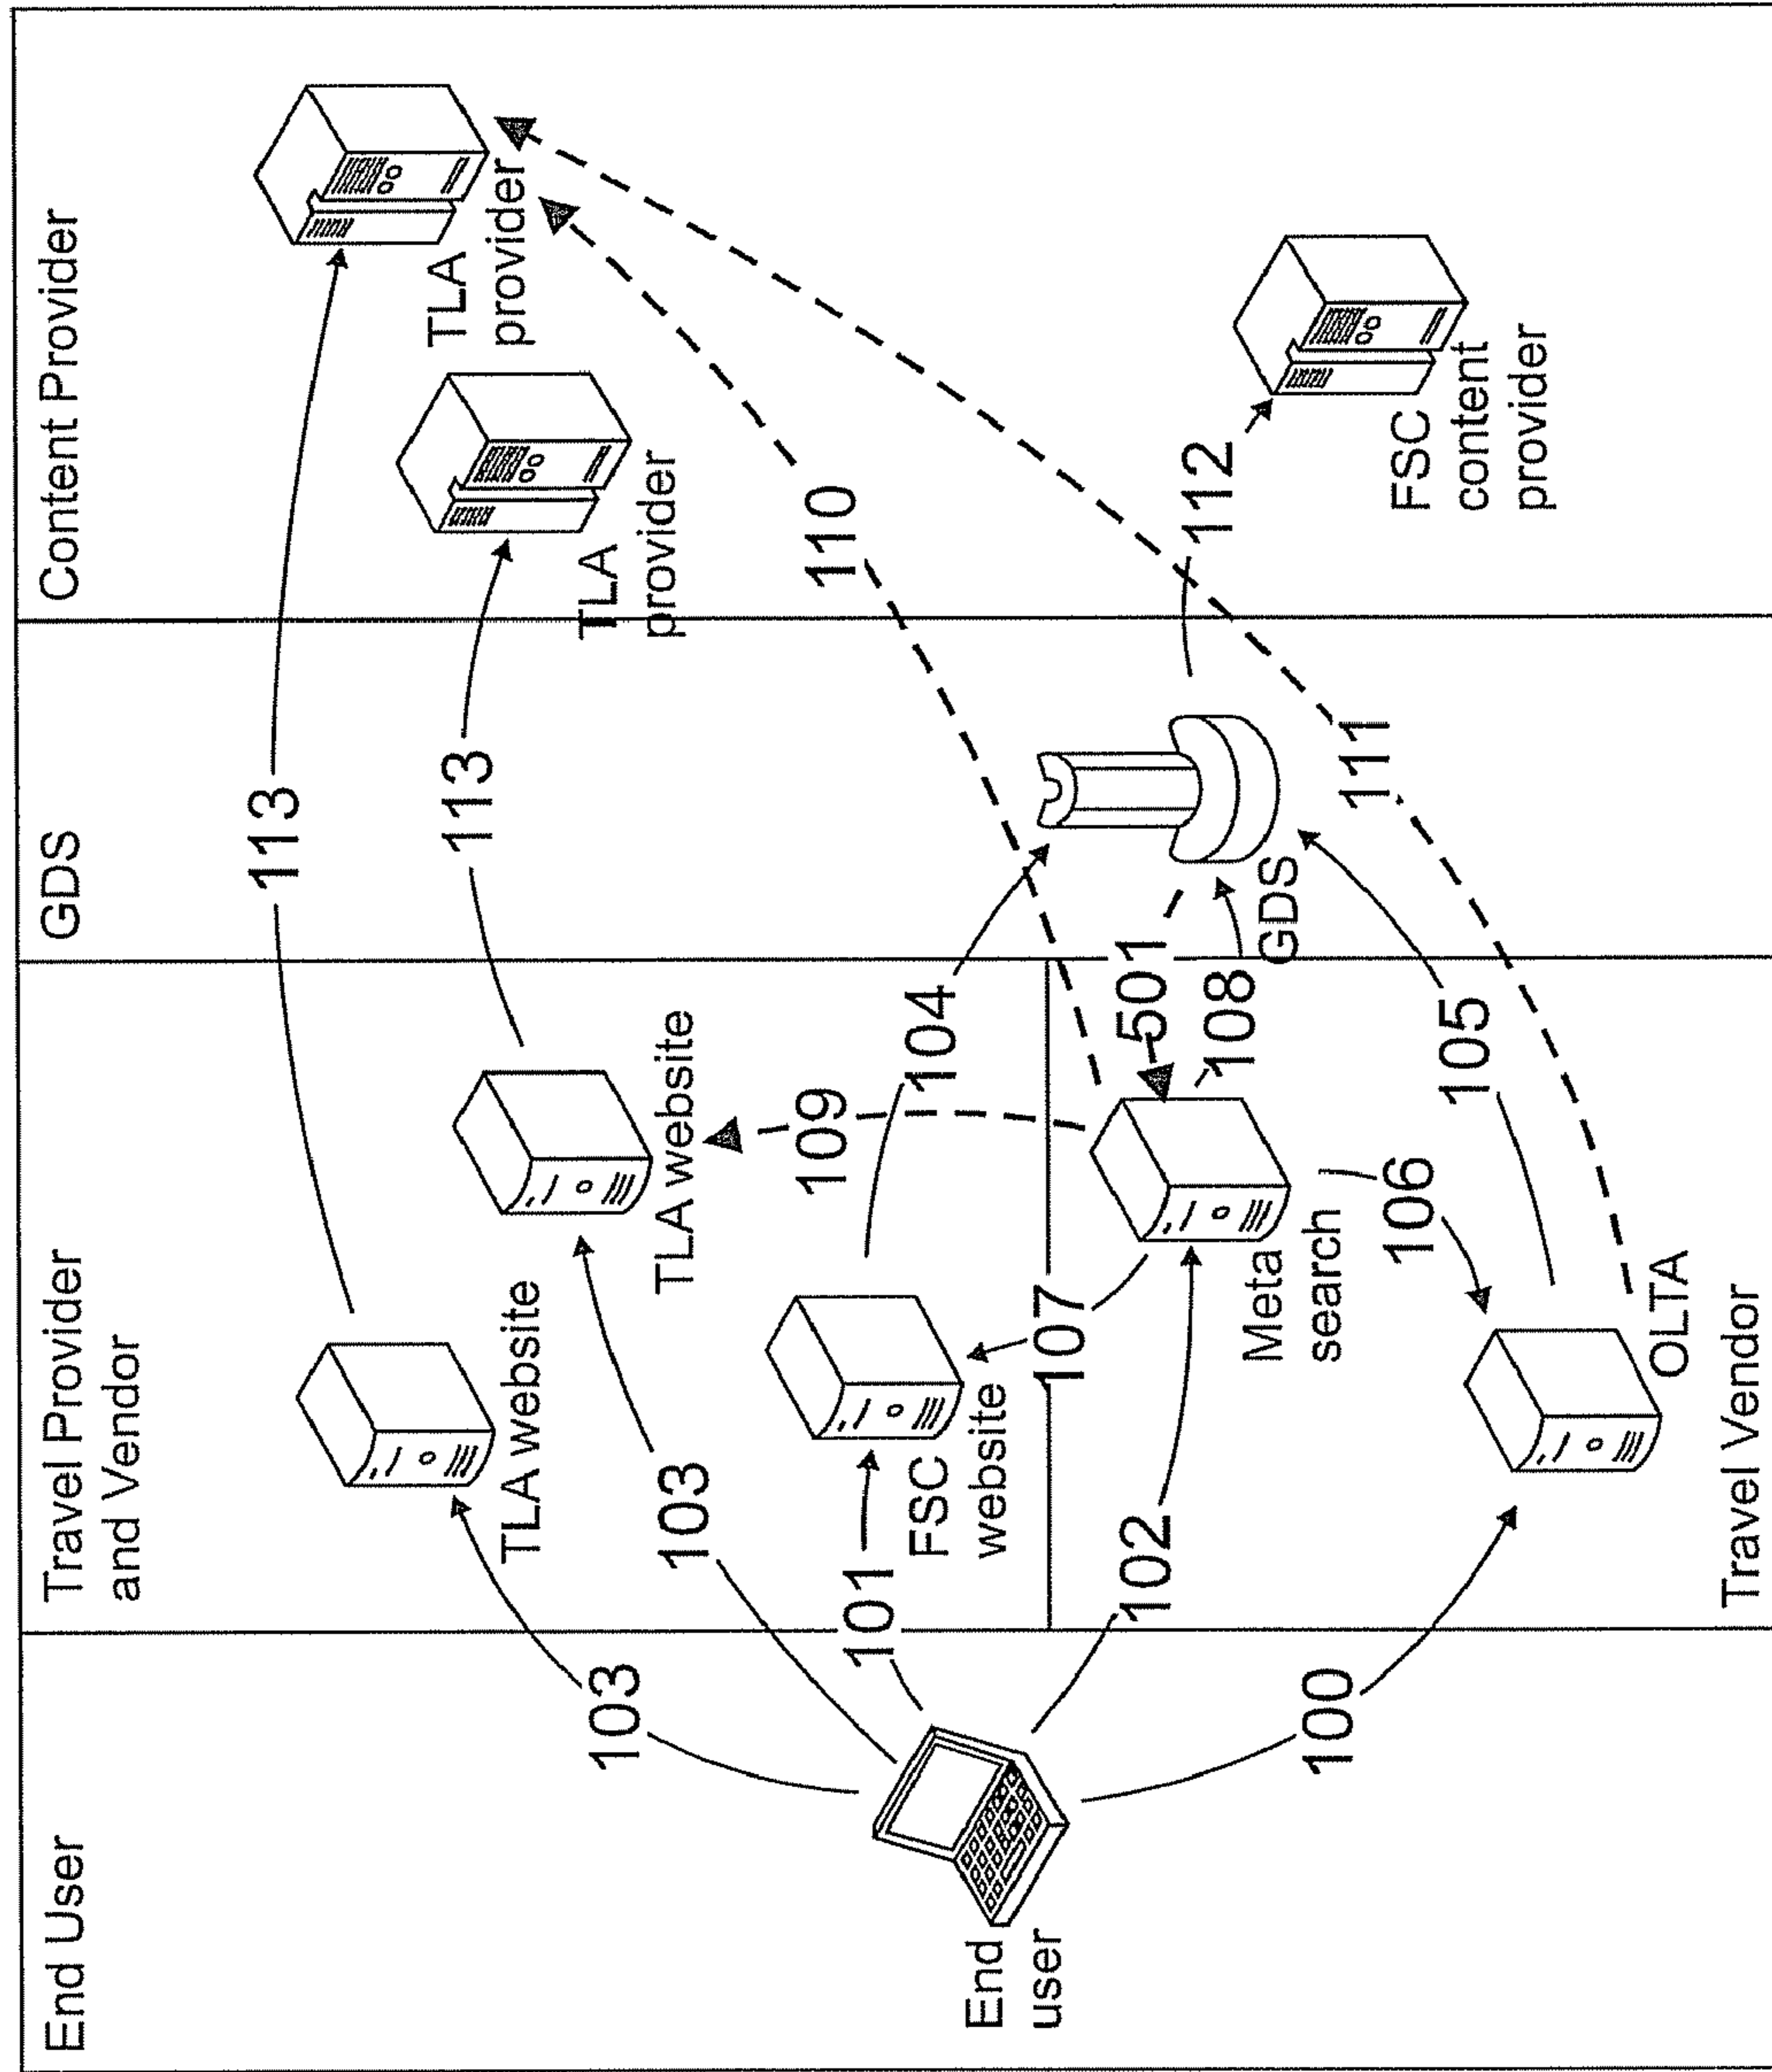 End User
Travel Provider
and Vendor
GDS
Content Provider
113
TLA
provider
103
TLA website
113
TLA
provider
103
TLA website
110
109
101
FSC
website
104
End
user
107
501
112
102
108
Meta
search
GDS
FSC
content
provider
100
106
105
111
OLTA
Travel Vendor